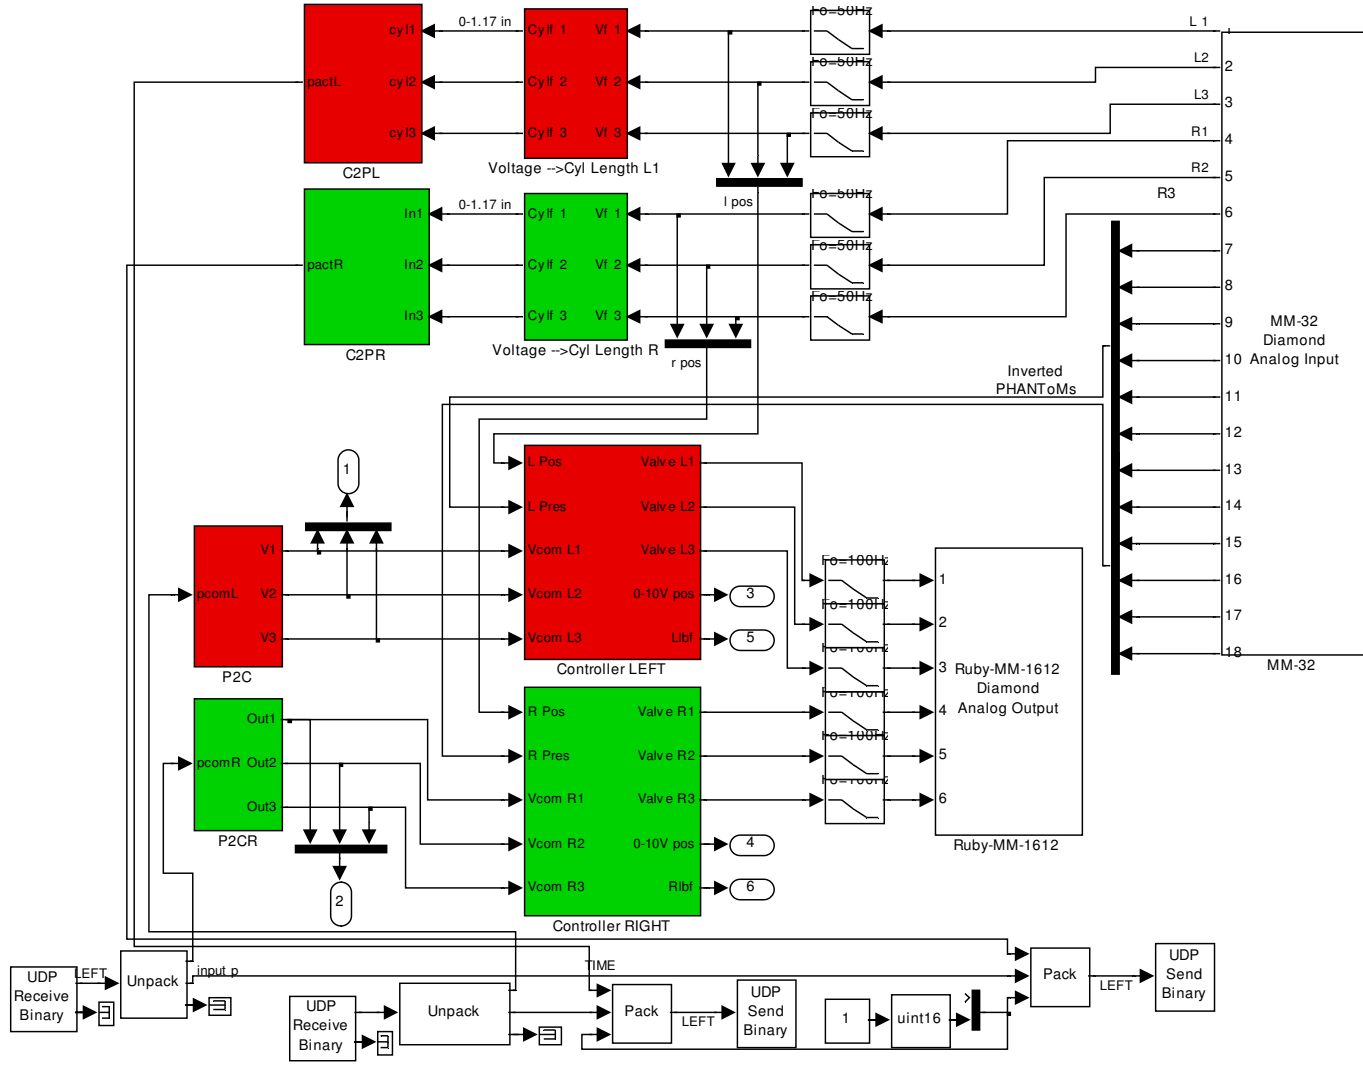 cyl1
cyl2
cyl3
pactL
C2PL
0-1.17 in
Cylf 1
Cylf 2
Cylf 3
Vf 1
Vf 2
Vf 3
Voltage -->Cyl Length L1
Fo=50Hz
Fo=50Hz
Fo=50Hz
L 1
L2
L3
R1
R2
R3
l pos
In1
In2
In3
pactR
C2PR
0-1.17 in
Cylf 1
Cylf 2
Cylf 3
Vf 1
Vf 2
Vf 3
Voltage -->Cyl Length R
Fo=50Hz
Fo=50Hz
Fo=50Hz
r pos
1
2
3
4
5
6
7
8
9
10
11
12
13
14
15
16
17
18
MM-32
Diamond
Analog Input
MM-32
Inverted
PHANToMs
1
pcomL
V1
V2
V3
P2C
L Pos
L Pres
Vcom L1
Vcom L2
Vcom L3
Valve L1
Valve L2
Valve L3
0-10V pos
Llbf
Controller LEFT
3
5
Fo=100Hz
Fo=100Hz
Fo=100Hz
Fo=100Hz
Fo=100Hz
Fo=100Hz
1
2
3
4
5
6
Ruby-MM-1612
Diamond
Analog Output
Ruby-MM-1612
pcomR
Out1
Out2
Out3
P2CR
2
R Pos
R Pres
Vcom R1
Vcom R2
Vcom R3
Valve R1
Valve R2
Valve R3
0-10V pos
Rlbf
Controller RIGHT
4
6
UDP
Receive
Binary
LEFT
Unpack
input p
UDP
Receive
Binary
Unpack
TIME
Pack
LEFT
UDP
Send
Binary
1
uint16
Pack
LEFT
UDP
Send
Binary